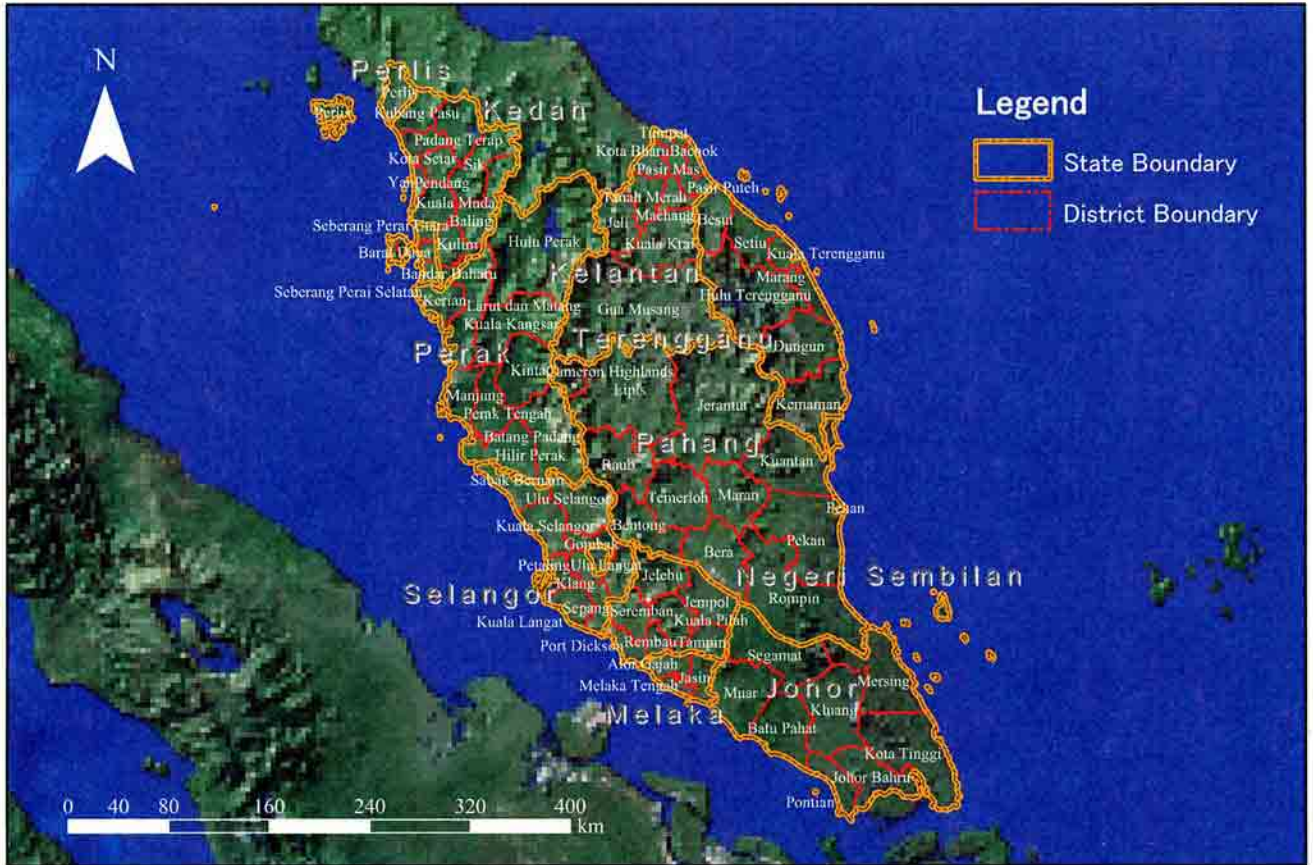 N
Perlis
Perlis
Perlis
Kedah
Kubang Pasu
Padang Terap
Kota Setar
Sik
Yan
Pendang
Kuala Muda
Baling
Kulim
Bandar Baharu
Seberang Perai Selatan
Kerian
Hulu Perak
Larut dan Matang
Kuala Kangsar
Perak
Kinta
Manjung
Perak Tengah
Batang Padang
Hilir Perak
Tumpat
Kota Bharu
Bachok
Pasir Mas
Pasir Puteh
Tanah Merah
Machang
Jeli
Kuala Krai
Kelantan
Gua Musang
Besut
Setiu
Kuala Terengganu
Marang
Hulu Terengganu
Terengganu
Dungun
Kemaman
Cameron Highlands
Lipis
Jerantut
Pahang
Kuantan
Raub
Temerloh
Maran
Pekan
Bentong
Bera
Pekan
Rompin
Sabak Bernam
Ulu Selangor
Kuala Selangor
Gombak
Petaling
Ulu Langat
Klang
Selangor
Sepang
Kuala Langat
Negeri Sembilan
Jelebu
Jempol
Seremban
Kuala Pilah
Port Dickson
Rembau
Tampin
Alor Gajah
Jasin
Melaka Tengah
Melaka
Segamat
Mersing
Muar
Johor
Kluang
Batu Pahat
Kota Tinggi
Johor Bahru
Pontian
Legend
State Boundary
District Boundary
0 40 80 160 240 320 400
km